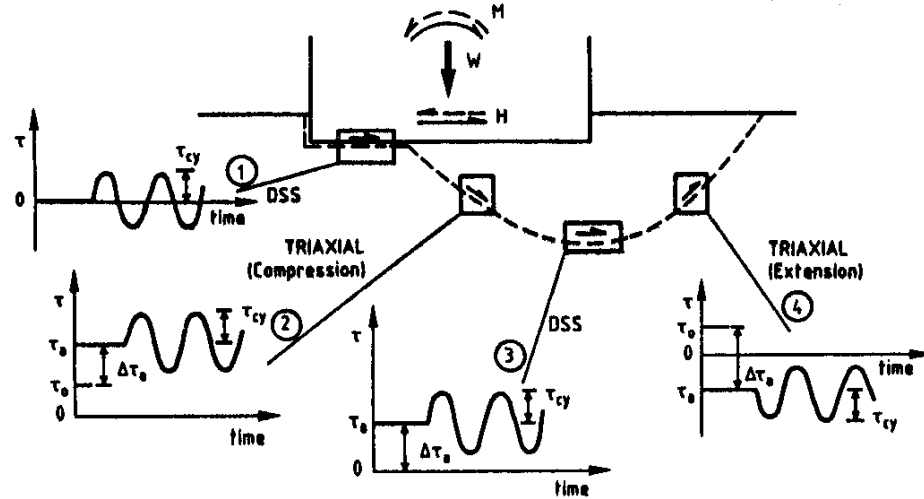 M
W
H
τ
τcy
0
time
1
DSS
TRIAXIAL
(Compression)
TRIAXIAL
(Extension)
τ
τcy
τa
Δτa
τo
0
time
2
τ
τcy
τa
Δτa
0
time
3
DSS
4
τ
τo
0
Δτa
τa
τcy
time